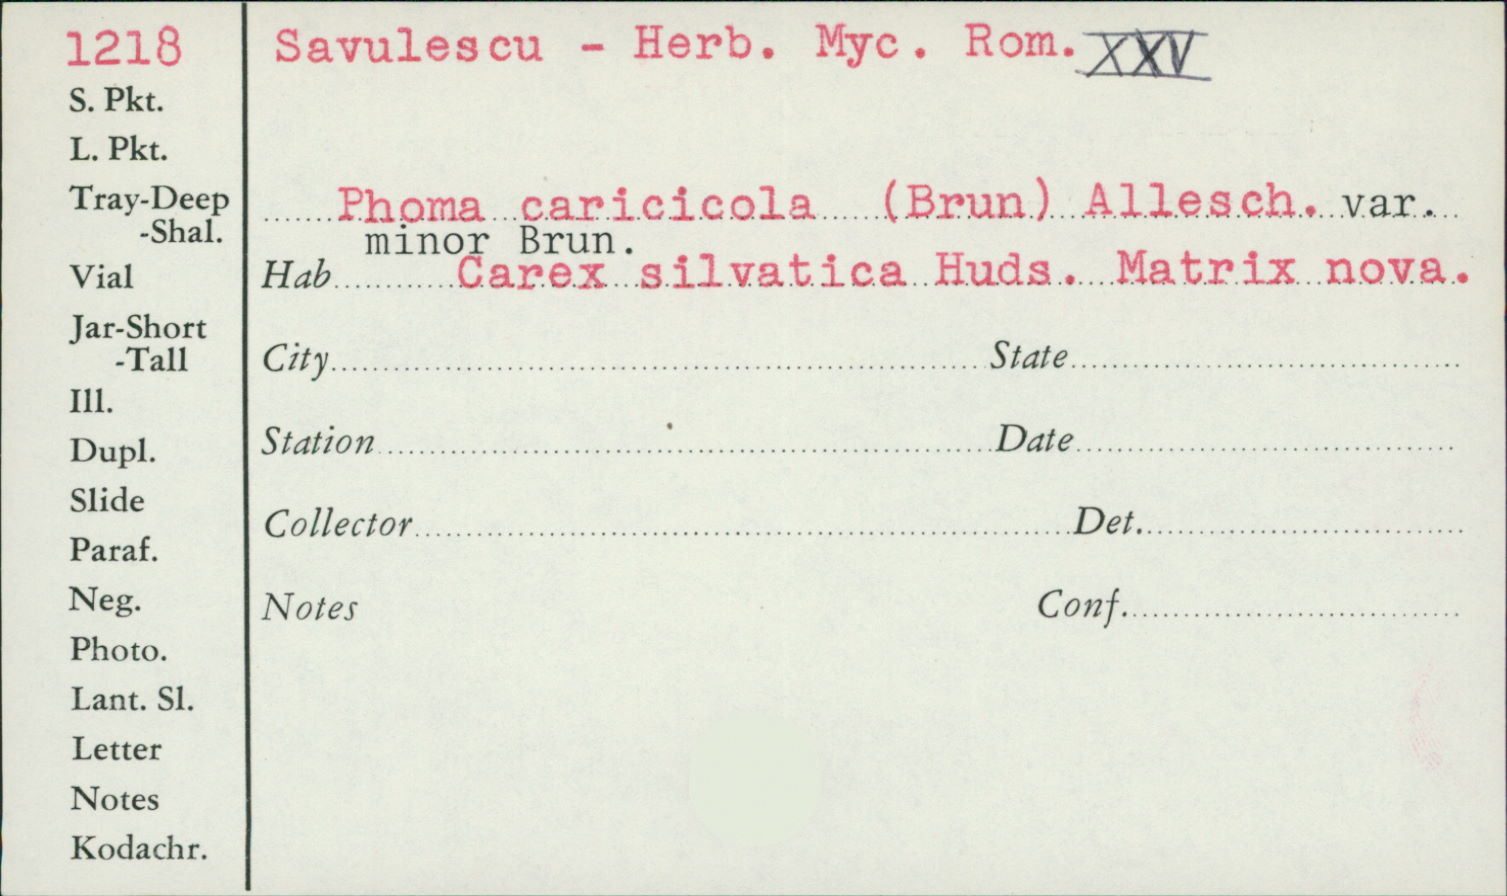 1218
Savulescu - Herb. Myc. Rom. XXV
S. Pkt.
L. Pkt.
Tray-Deep
-Shal.
Vial
Jar-Short
-Tall
Ill.
Dupl.
Slide
Paraf.
Neg.
Photo.
Lant. Sl.
Letter
Notes
Kodachr.
Phoma caricicola (Brun) Allesch. var.
minor Brun.
Hab Carex silvatica Huds. Matrix nova.
City State
Station Date
Collector Det.
Notes Conf.